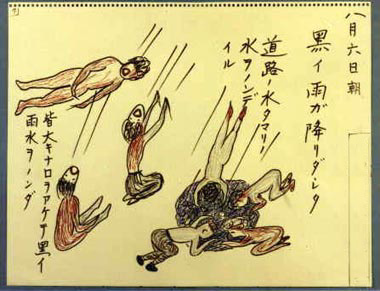 八月六日朝
黒イ雨ガ降リダシタ
道路ノ水タマリノ
水ヲノンデ
イル
皆大キナロヲアケテ黒イ
雨水ヲノンダ